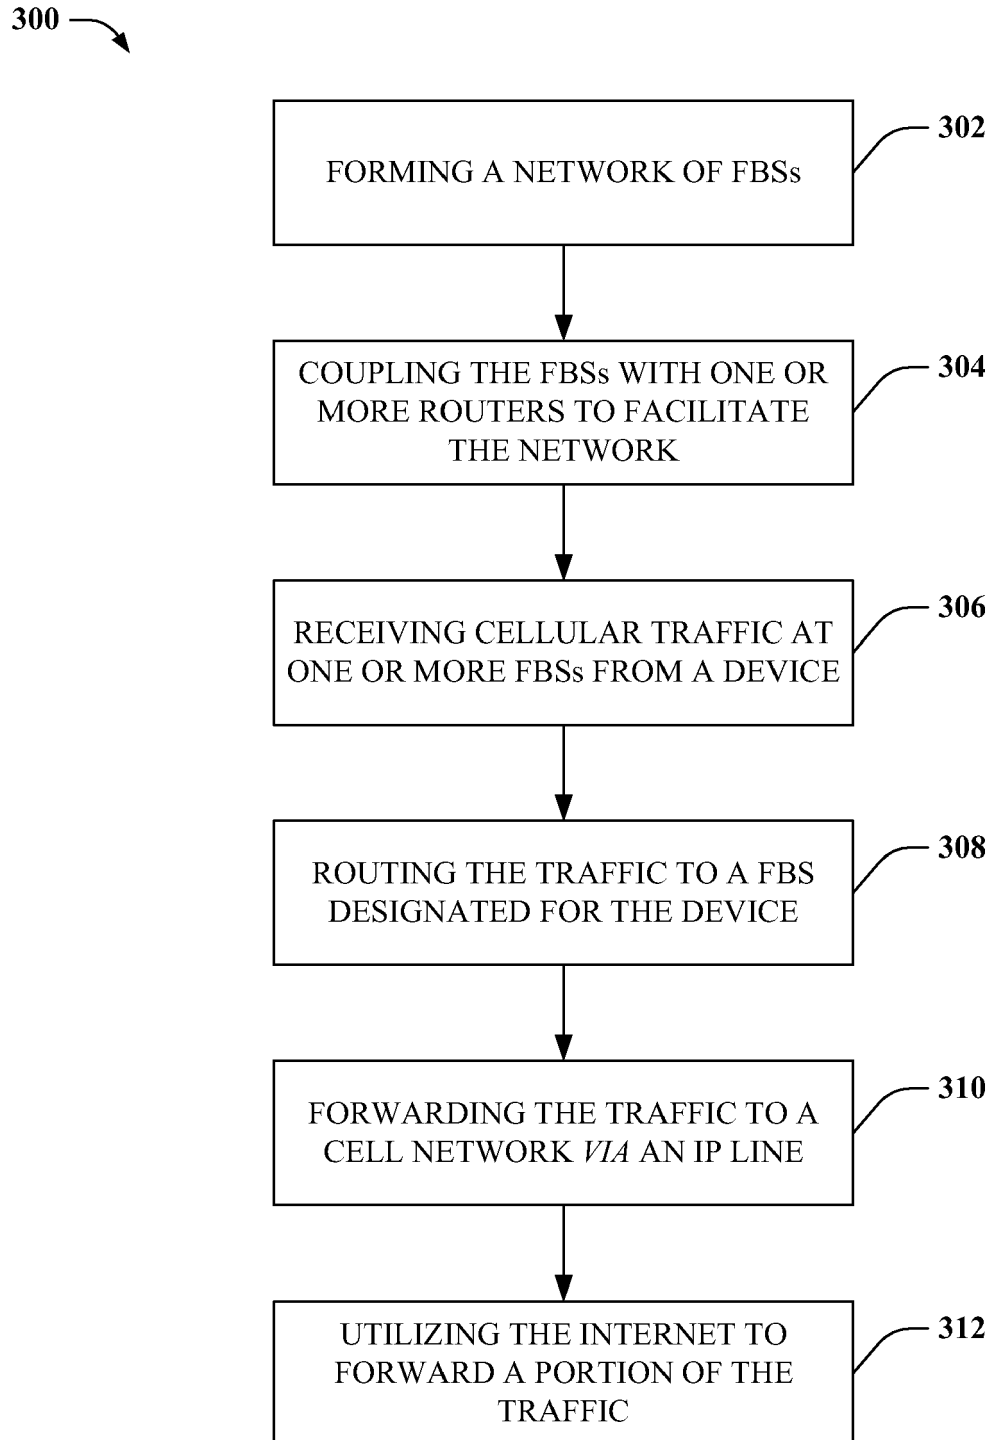 300
FORMING A NETWORK OF FBSs
302
COUPLING THE FBSs WITH ONE OR
MORE ROUTERS TO FACILITATE
THE NETWORK
304
RECEIVING CELLULAR TRAFFIC AT
ONE OR MORE FBSs FROM A DEVICE
306
ROUTING THE TRAFFIC TO A FBS
DESIGNATED FOR THE DEVICE
308
FORWARDING THE TRAFFIC TO A
CELL NETWORK VIA AN IP LINE
310
UTILIZING THE INTERNET TO
FORWARD A PORTION OF THE
TRAFFIC
312